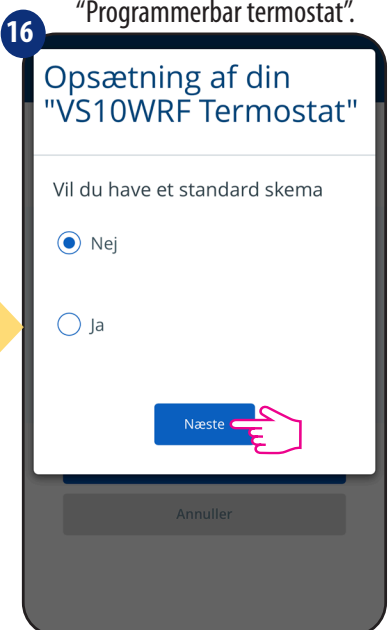 “Programmerbar termostat”.
16
Opsætning af din
"VS10WRF Termostat"
Vil du have et standard skema
Nej
Ja
Næste
Annuller